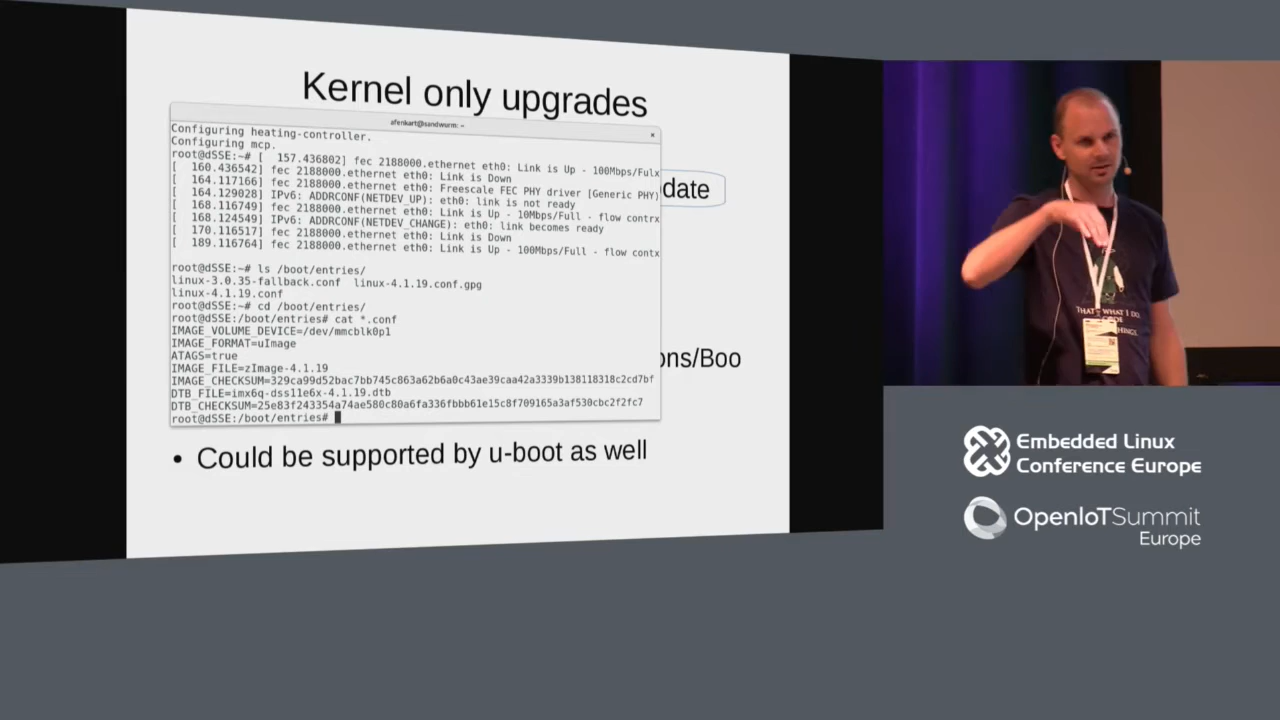 Kernel only upgrades
afenkart@sandwurm: ~
Configuring heating-controller.
Configuring mcp.
root@dSSE:~# [  157.436802] fec 2188000.ethernet eth0: Link is Up - 100Mbps/Fulx
[  160.436542] fec 2188000.ethernet eth0: Link is Down
[  164.117166] fec 2188000.ethernet eth0: Freescale FEC PHY driver [Generic PHY)
[  164.129028] IPv6: ADDRCONF(NETDEV_UP): eth0: link is not ready
[  168.116749] fec 2188000.ethernet eth0: Link is Up - 10Mbps/Full - flow contrx
[  168.124549] IPv6: ADDRCONF(NETDEV_CHANGE): eth0: link becomes ready
[  170.116517] fec 2188000.ethernet eth0: Link is Down
[  189.116764] fec 2188000.ethernet eth0: Link is Up - 100Mbps/Full - flow contx
root@dSSE:~# ls /boot/entries/
linux-3.0.35-fallback.conf  linux-4.1.19.conf.gpg
linux-4.1.19.conf
root@dSSE:~# cd /boot/entries/
root@dSSE:/boot/entries# cat *.conf
IMAGE_VOLUME_DEVICE=/dev/mmcblk0p1
IMAGE_FORMAT=uImage
ATAGS=true
IMAGE_FILE=zImage-4.1.19
IMAGE_CHECKSUM=329ca99d52bac7bb745c863a62b6a0c43ae39caa42a3339b138118318c2cd7bf
DTB_FILE=imx6q-dss11e6x-4.1.19.dtb
DTB_CHECKSUM=25e83f243354a74ae580c80a6fa336fbbb61e15c8f709165a3af530cbc2f2fc7
root@dSSE:/boot/entries#
date
ons/Boo
• Could be supported by u-boot as well
THAT'S WHAT I DO.
Embedded Linux
Conference Europe
OpenIoTSummit
Europe